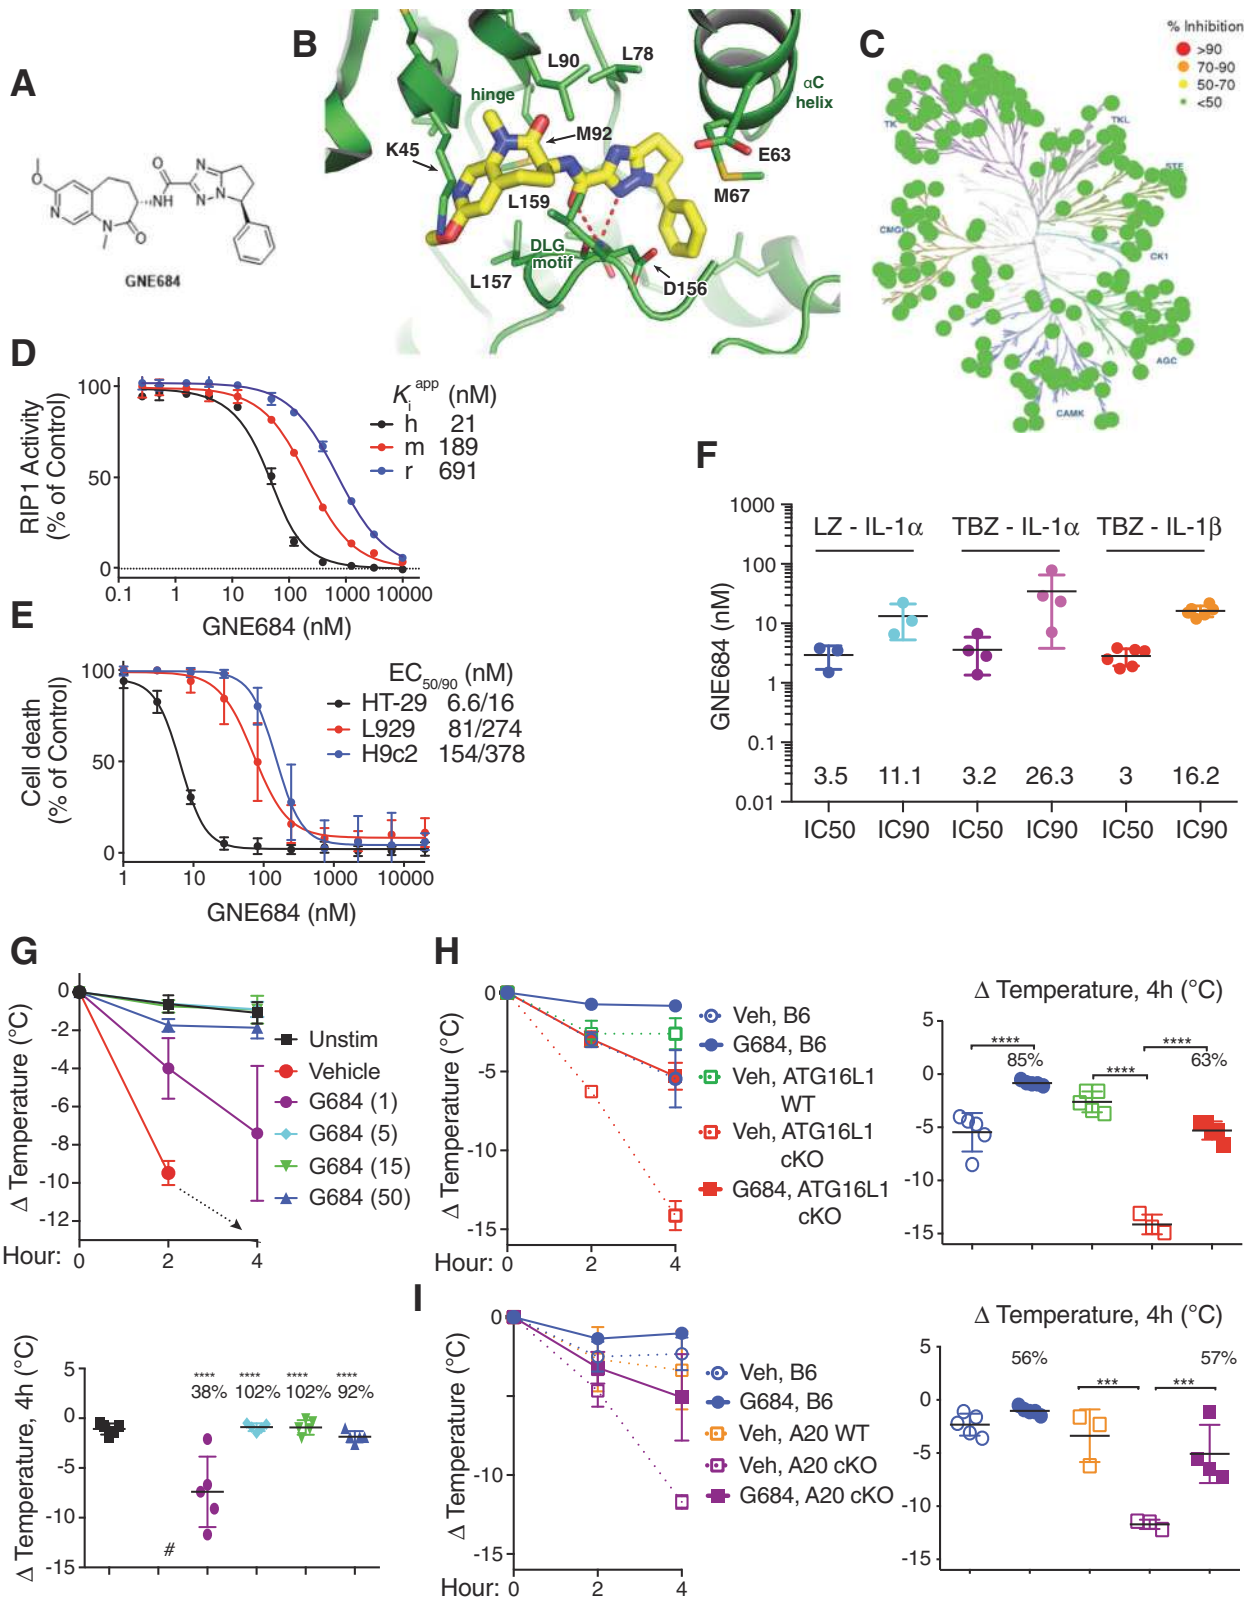 A
O
N
N
O
O
NH
N
N
N
GNE684
B
L90
L78
hinge
αC
helix
K45
M92
E63
M67
L159
DLG
motif
L157
D156
C
% Inhibition
>90
70-90
50-70
<50
TK
TKL
STE
CMGC
CK1
AGC
CAMK
D
RIP1 Activity
(% of Control)
100
50
0
0.1 1 10 100 1000 10000
GNE684 (nM)
Ki app (nM)
h 21
m 189
r 691
E
Cell death
(% of Control)
100
50
0
1 10 100 1000 10000
GNE684 (nM)
EC50/90 (nM)
HT-29 6.6/16
L929 81/274
H9c2 154/378
F
GNE684 (nM)
1000
100
10
1
0.1
0.01
LZ - IL-1α TBZ - IL-1α TBZ - IL-1β
3.5 11.1 3.2 26.3 3 16.2
IC50 IC90 IC50 IC90 IC50 IC90
G
Δ Temperature (°C)
0
-2
-4
-6
-8
-10
-12
Hour: 0 2 4
Unstim
Vehicle
G684 (1)
G684 (5)
G684 (15)
G684 (50)
Δ Temperature, 4h (°C)
5
0
-5
-10
-15
**** **** **** ****
38% 102% 102% 92%
#
H
Δ Temperature (°C)
0
-5
-10
-15
Hour: 0 2 4
Veh, B6
G684, B6
Veh, ATG16L1
WT
Veh, ATG16L1
cKO
G684, ATG16L1
cKO
Δ Temperature, 4h (°C)
5
0
-5
-10
-15
****
85%
****
****
63%
I
Δ Temperature (°C)
0
-10
-15
Hour: 0 2 4
Veh, B6
G684, B6
Veh, A20 WT
Veh, A20 cKO
G684, A20 cKO
Δ Temperature, 4h (°C)
5
0
-5
-10
-15
56%
57%
***
***